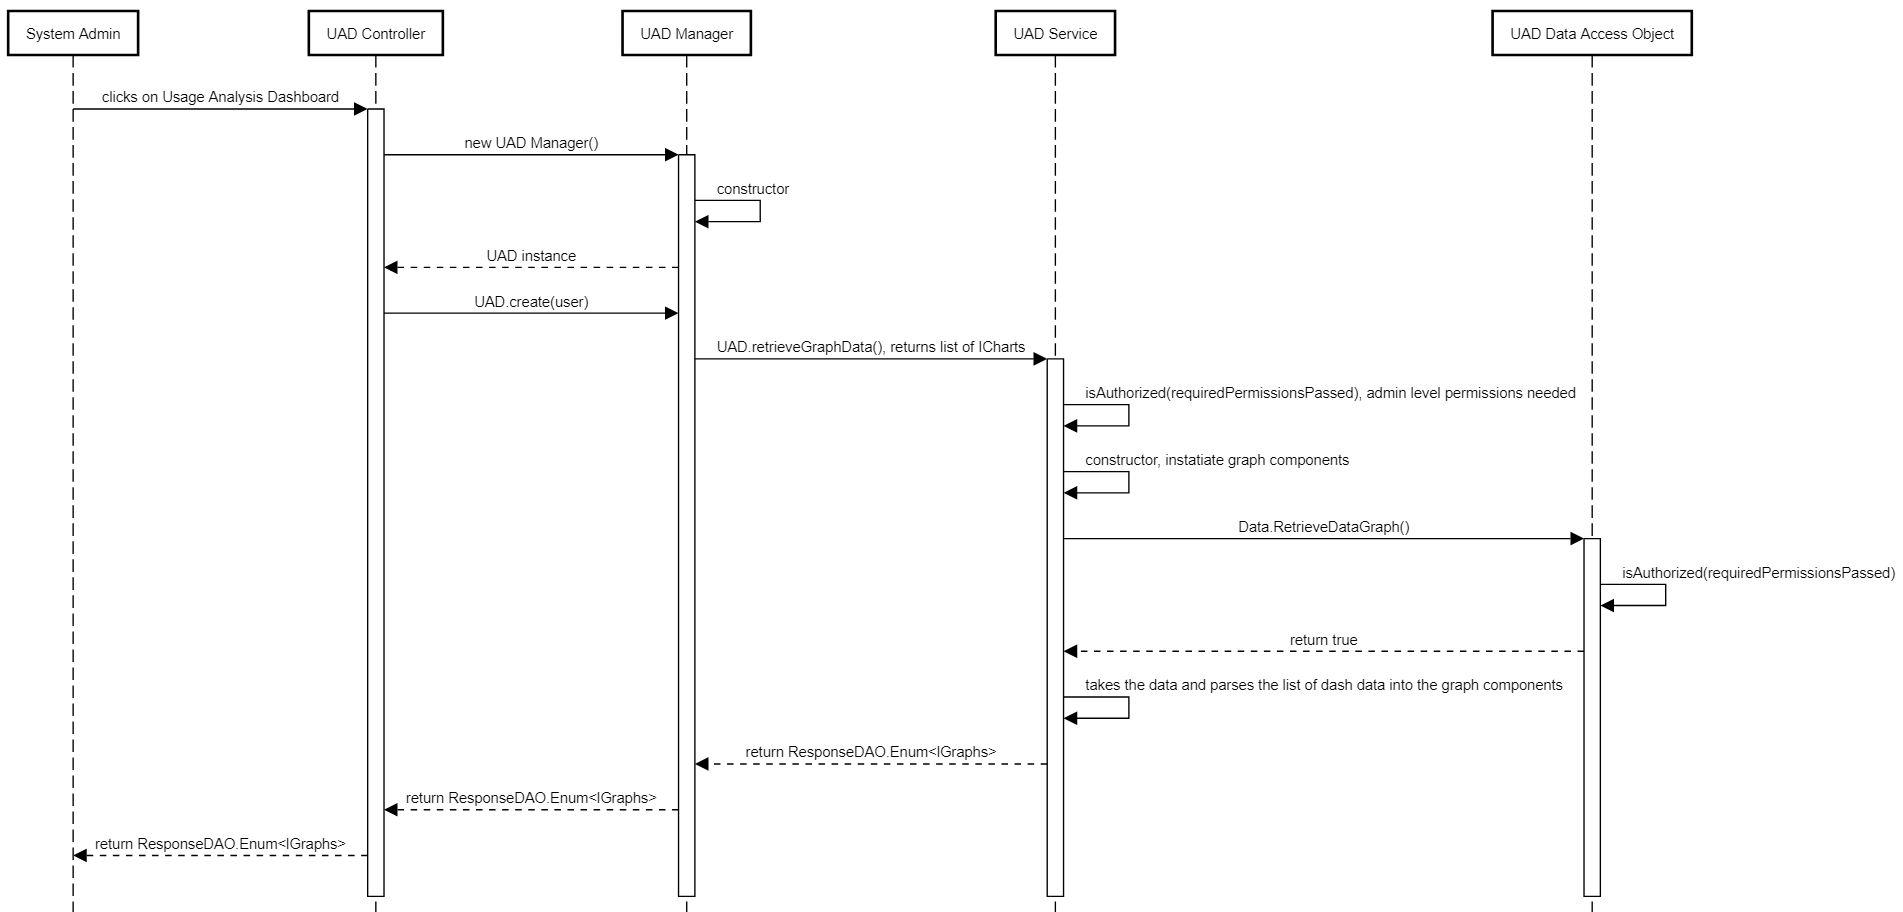 System Admin
UAD Controller
UAD Manager
UAD Service
UAD Data Access Object
clicks on Usage Analysis Dashboard
new UAD Manager()
constructor
UAD instance
UAD.create(user)
UAD.retrieveGraphData(), returns list of ICharts
isAuthorized(requiredPermissionsPassed), admin level permissions needed
constructor, instatiate graph components
Data.RetrieveDataGraph()
isAuthorized(requiredPermissionsPassed)
return true
takes the data and parses the list of dash data into the graph components
return ResponseDAO.Enum<IGraphs>
return ResponseDAO.Enum<IGraphs>
return ResponseDAO.Enum<IGraphs>